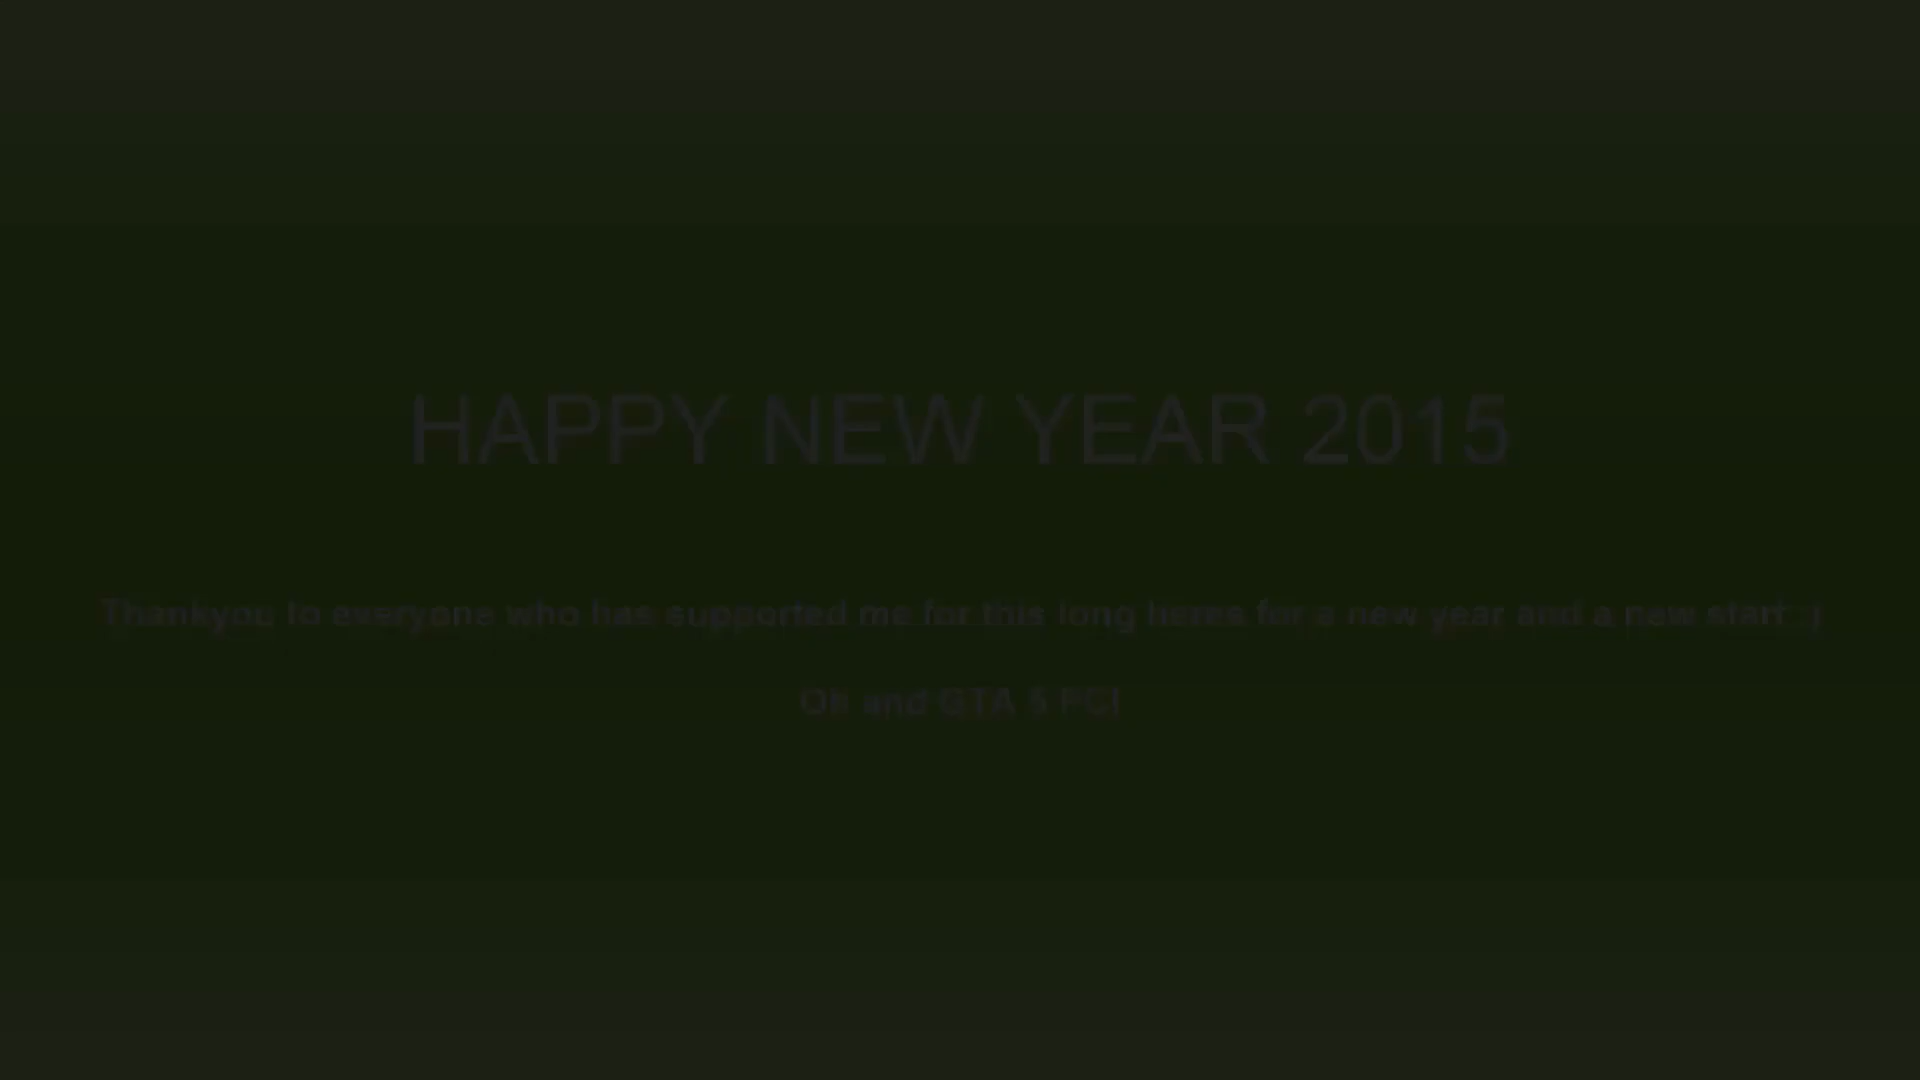 HAPPY NEW YEAR 2015
Thankyou to everyone who has supported me for this long heres for a new year and a new start :)
Oh and GTA 5 PC!